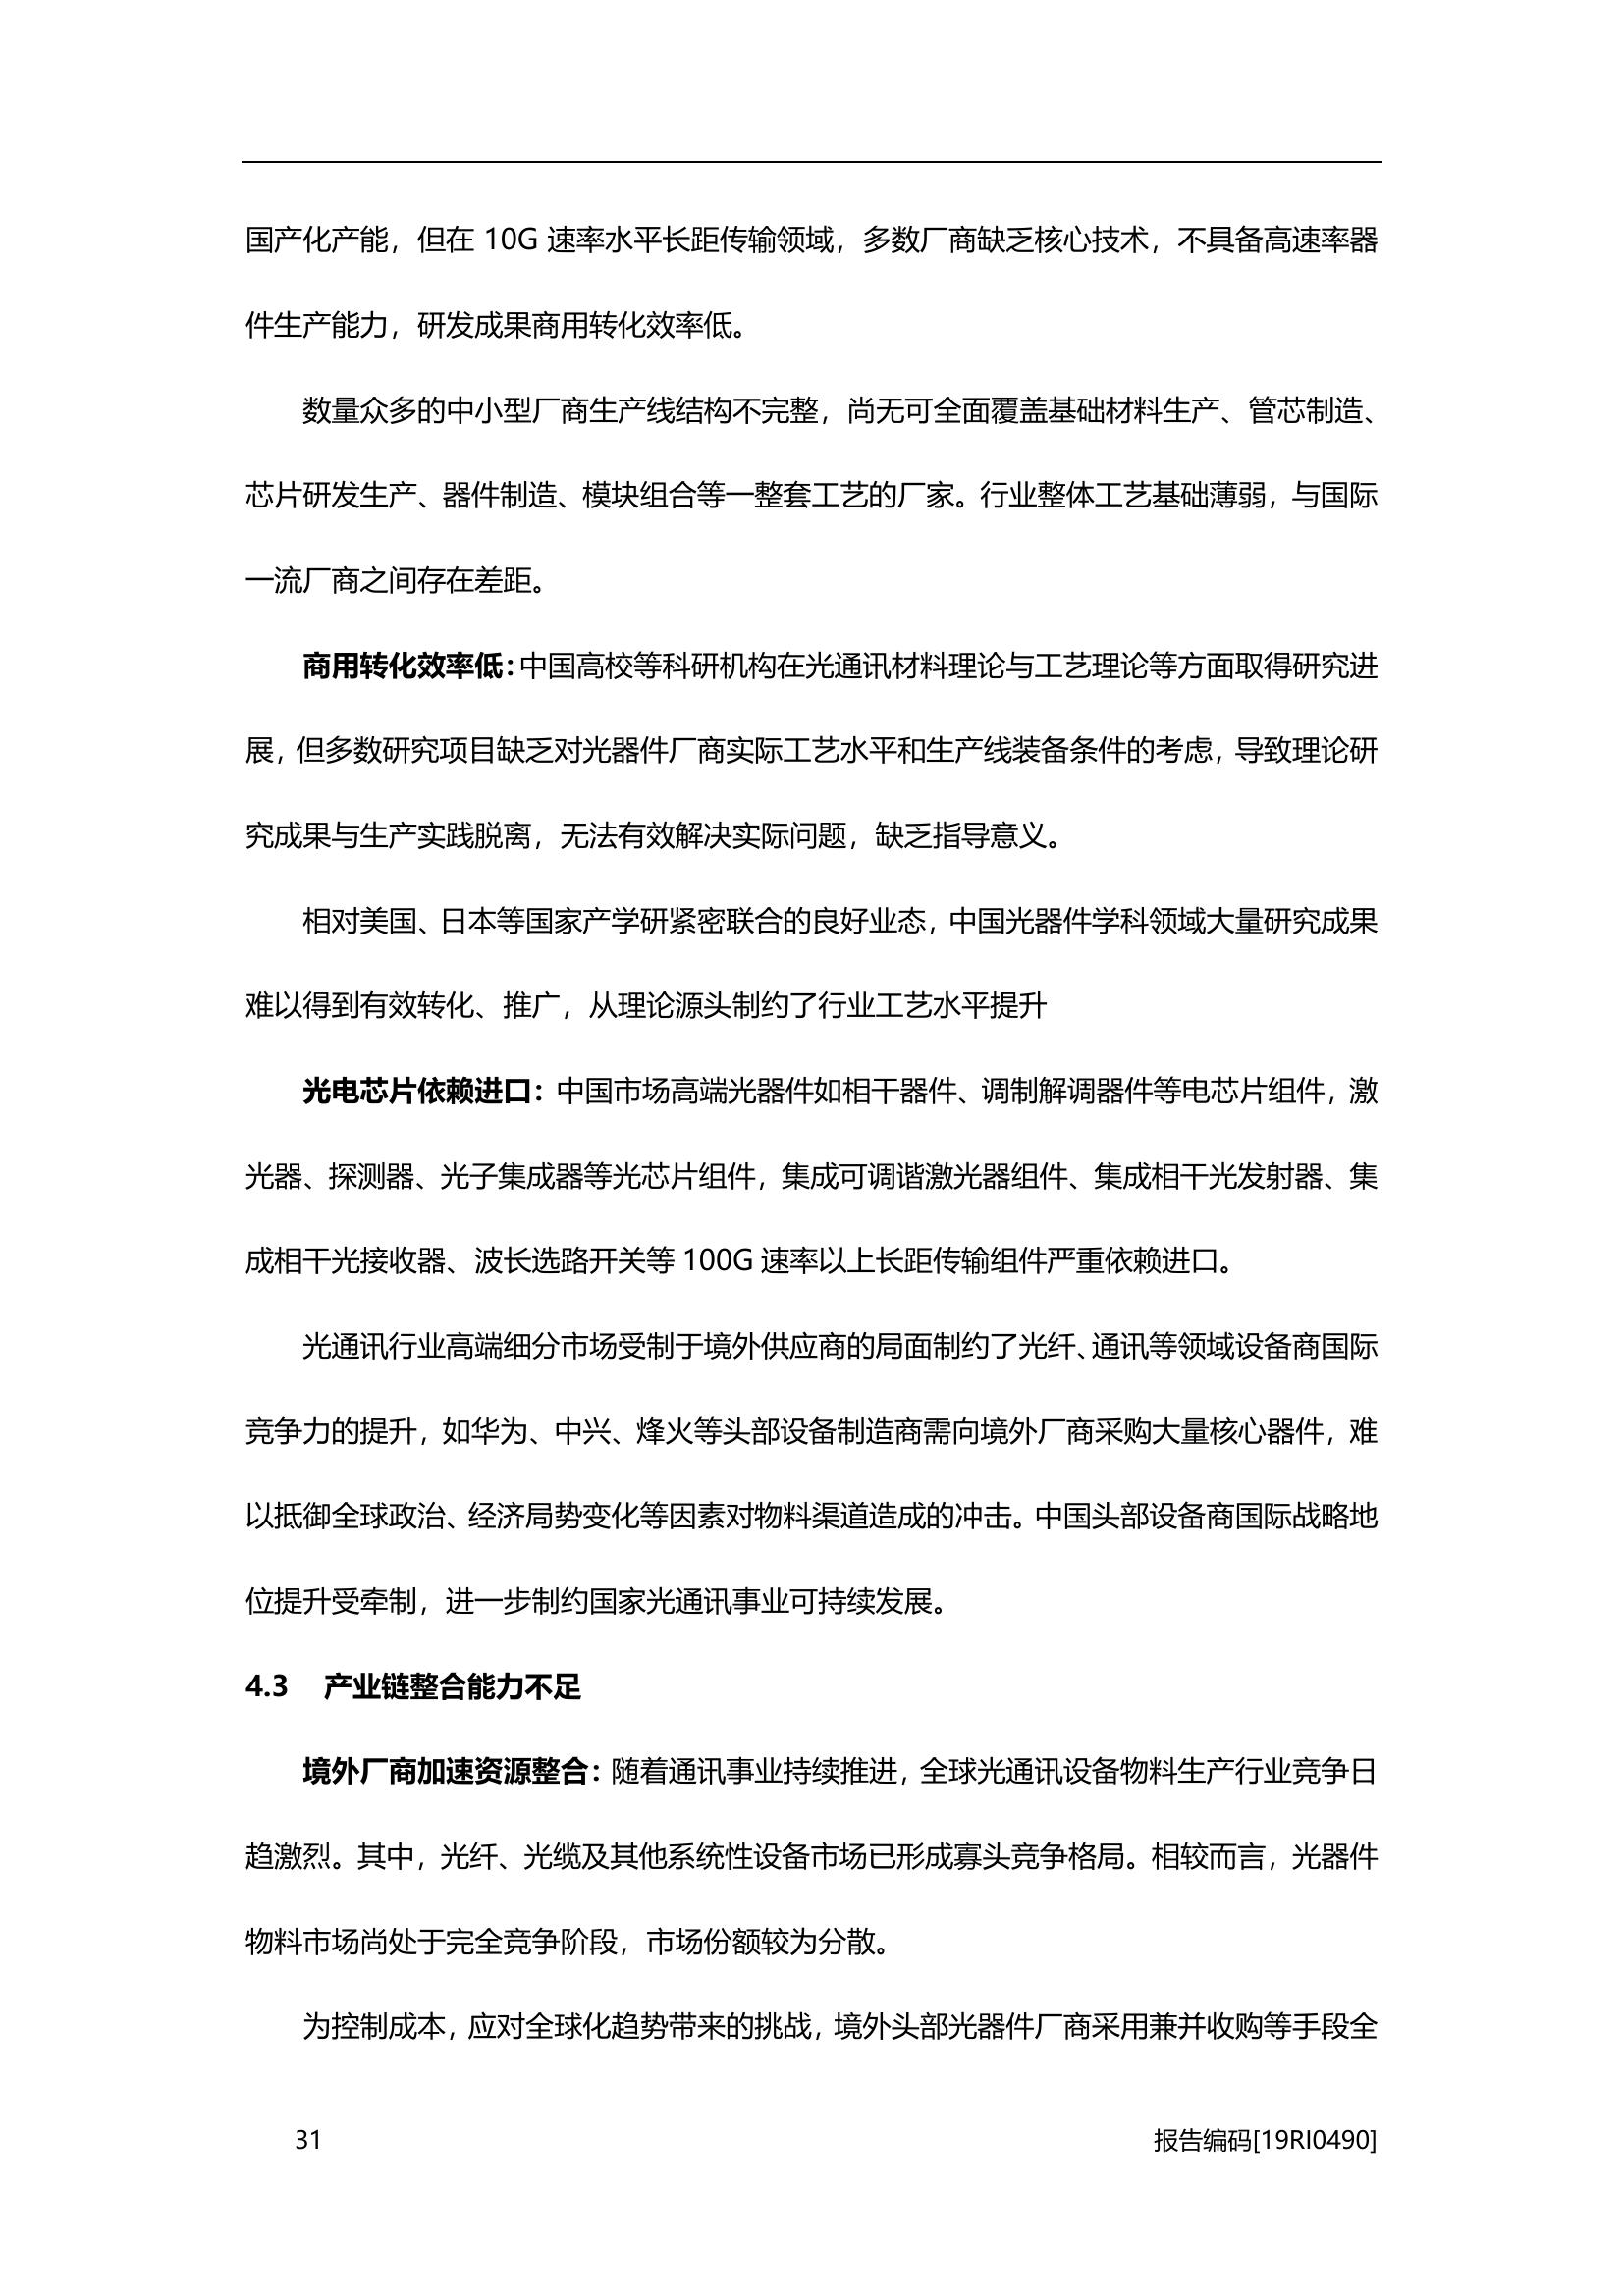 国产化产能，但在 10G 速率水平长距传输领域，多数厂商缺乏核心技术，不具备高速率器
件生产能力，研发成果商用转化效率低。
数量众多的中小型厂商生产线结构不完整，尚无可全面覆盖基础材料生产、管芯制造、
芯片研发生产、器件制造、模块组合等一整套工艺的厂家。行业整体工艺基础薄弱，与国际
一流厂商之间存在差距。
商用转化效率低：中国高校等科研机构在光通讯材料理论与工艺理论等方面取得研究进
展，但多数研究项目缺乏对光器件厂商实际工艺水平和生产线装备条件的考虑，导致理论研
究成果与生产实践脱离，无法有效解决实际问题，缺乏指导意义。
相对美国、日本等国家产学研紧密联合的良好业态，中国光器件学科领域大量研究成果
难以得到有效转化、推广，从理论源头制约了行业工艺水平提升
光电芯片依赖进口：中国市场高端光器件如相干器件、调制解调器件等电芯片组件，激
光器、探测器、光子集成器等光芯片组件，集成可调谐激光器组件、集成相干光发射器、集
成相干光接收器、波长选路开关等 100G 速率以上长距传输组件严重依赖进口。
光通讯行业高端细分市场受制于境外供应商的局面制约了光纤、通讯等领域设备商国际
竞争力的提升，如华为、中兴、烽火等头部设备制造商需向境外厂商采购大量核心器件，难
以抵御全球政治、经济局势变化等因素对物料渠道造成的冲击。中国头部设备商国际战略地
位提升受牵制，进一步制约国家光通讯事业可持续发展。
4.3 产业链整合能力不足
境外厂商加速资源整合：随着通讯事业持续推进，全球光通讯设备物料生产行业竞争日
趋激烈。其中，光纤、光缆及其他系统性设备市场已形成寡头竞争格局。相较而言，光器件
物料市场尚处于完全竞争阶段，市场份额较为分散。
为控制成本，应对全球化趋势带来的挑战，境外头部光器件厂商采用兼并收购等手段全
31 报告编码[19RI0490]